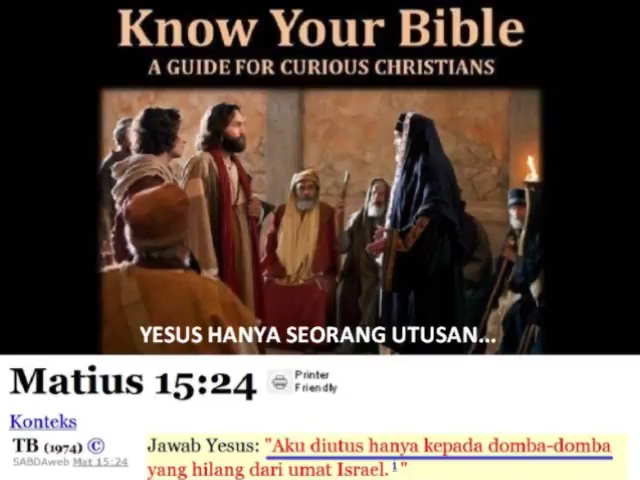 Know Your Bible
A GUIDE FOR CURIOUS CHRISTIANS
YESUS HANYA SEORANG UTUSAN...
Matius 15:24
Printer
Friendly
Konteks
TB (1974) ©
SABDAweb Mat 15:24
Jawab Yesus: "Aku diutus hanya kepada domba-domba
yang hilang dari umat Israel. i "